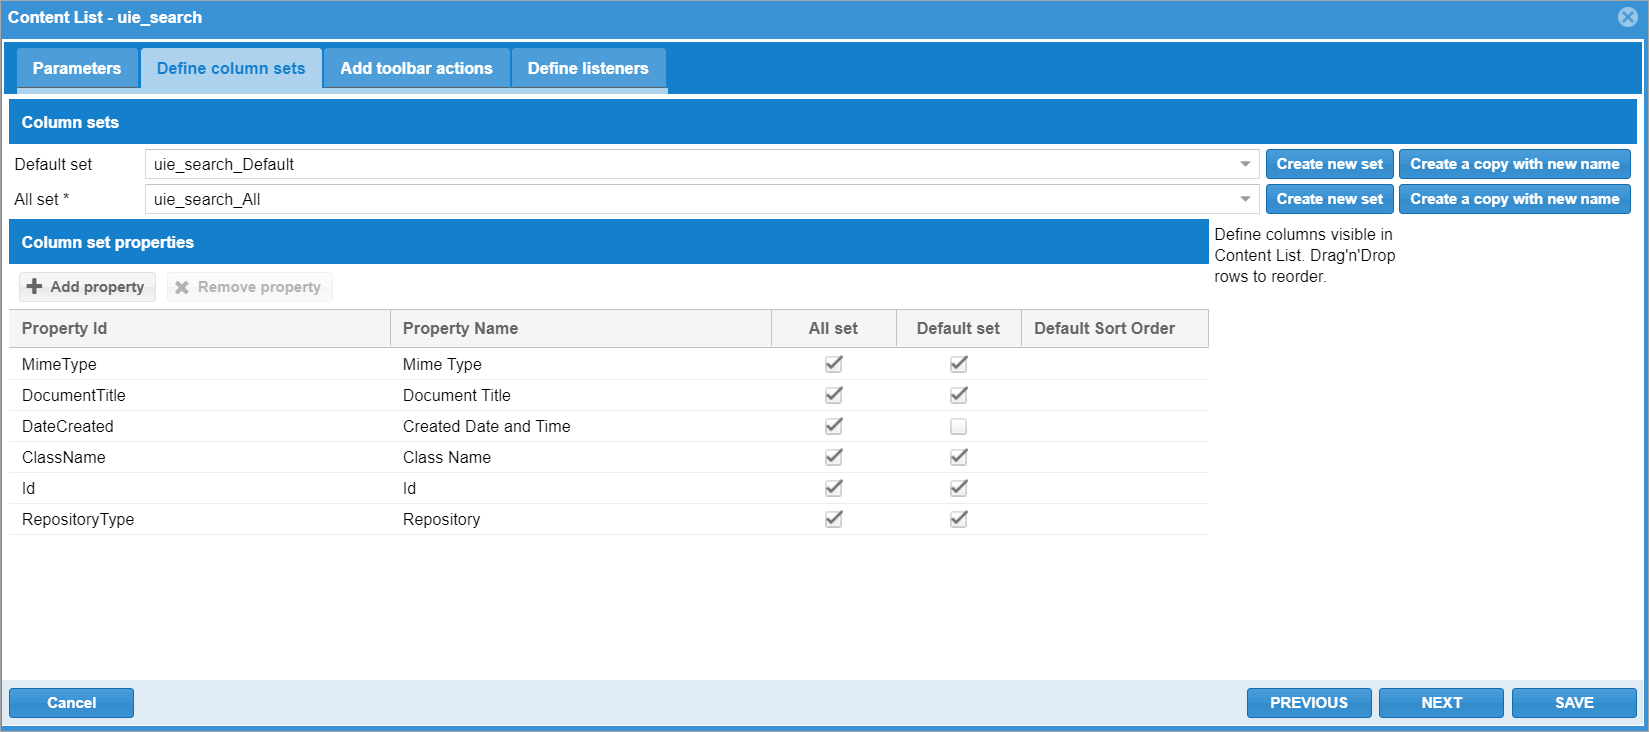 Content List - uie_search
Parameters Define column sets Add toolbar actions Define listeners
Column sets
Default set uie_search_Default Create new set Create a copy with new name
All set * uie_search_All Create new set Create a copy with new name
Column set properties
Define columns visible in
Content List. Drag'n'Drop
rows to reorder.
Add property Remove property
Property Id Property Name All set Default set Default Sort Order
MimeType Mime Type
DocumentTitle Document Title
DateCreated Created Date and Time
ClassName Class Name
Id Id
RepositoryType Repository
Cancel PREVIOUS NEXT SAVE